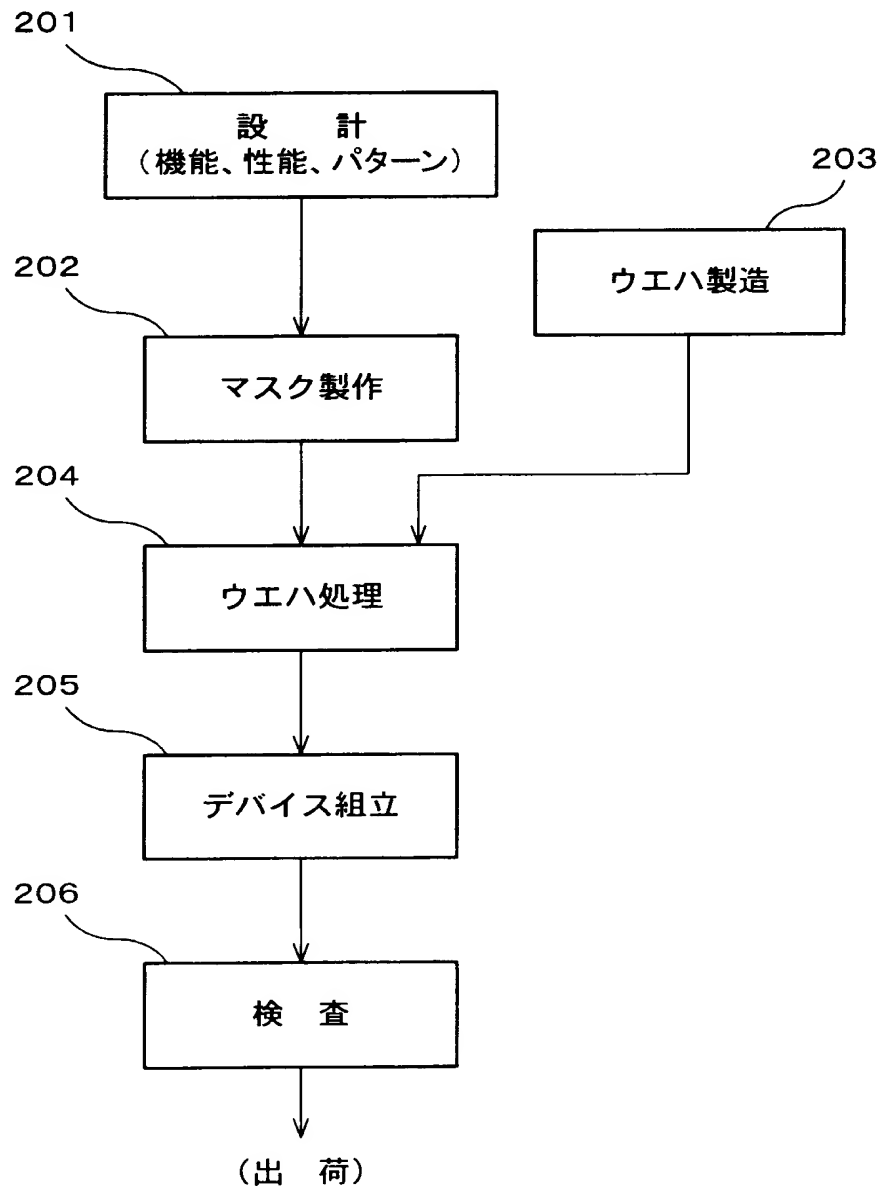 201
設　計
（機能、性能、パターン）
203
ウエハ製造
202
マスク製作
204
ウエハ処理
205
デバイス組立
206
検　査
（出　荷）